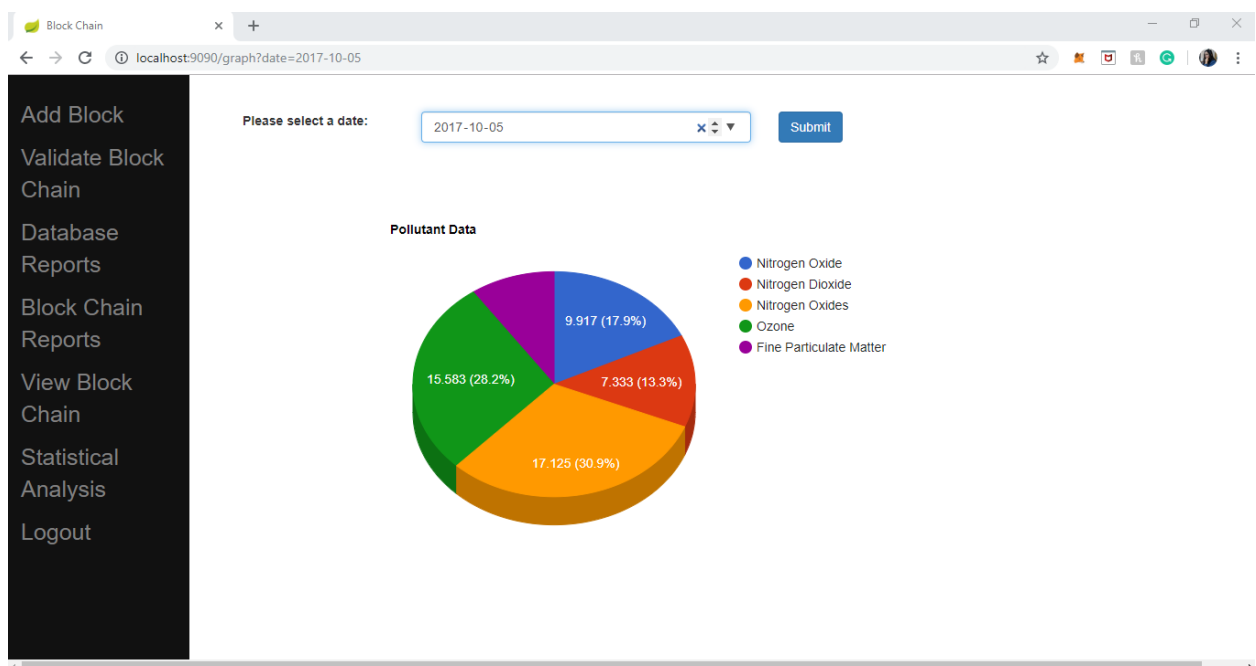 Block Chain
localhost:9090/graph?date=2017-10-05
Add Block
Validate Block
Chain
Database
Reports
Block Chain
Reports
View Block
Chain
Statistical
Analysis
Logout
Please select a date:
2017-10-05
Submit
Pollutant Data
9.917 (17.9%)
7.333 (13.3%)
17.125 (30.9%)
15.583 (28.2%)
Nitrogen Oxide
Nitrogen Dioxide
Nitrogen Oxides
Ozone
Fine Particulate Matter